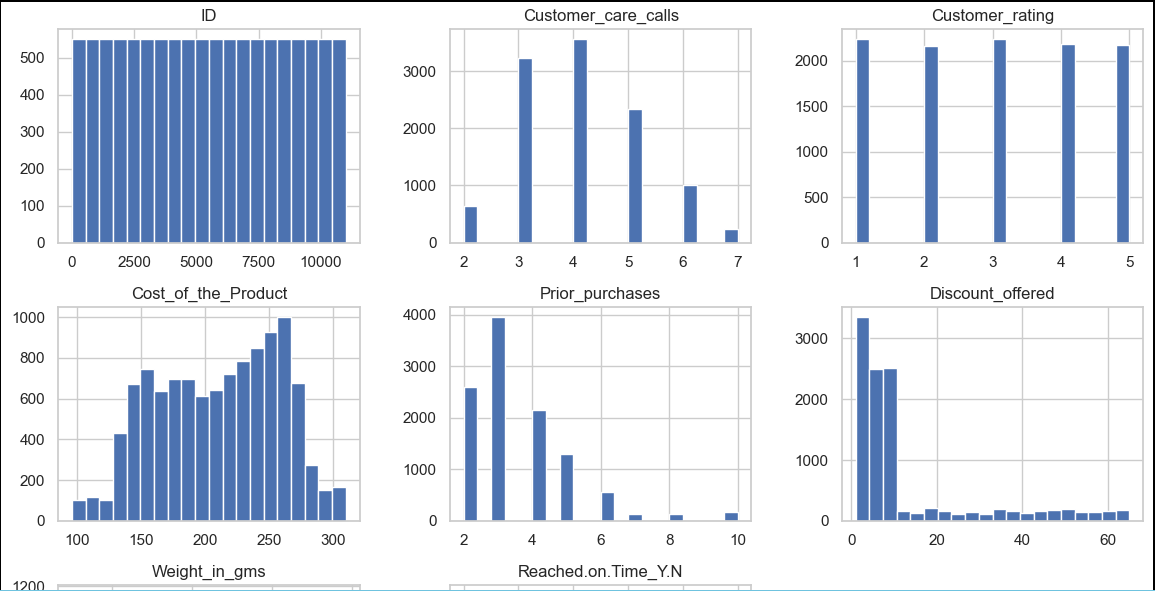 ID
500
400
300
200
100
0
0 2500 5000 7500 10000
Customer_care_calls
3000
2000
1000
0
2 3 4 5 6 7
Customer_rating
2000
1500
1000
500
0
1 2 3 4 5
Cost_of_the_Product
1000
800
600
400
200
0
100 150 200 250 300
Prior_purchases
4000
3000
2000
1000
0
2 4 6 8 10
Discount_offered
3000
2000
1000
0
0 20 40 60
Weight_in_gms
1200
Reached.on.Time_Y.N